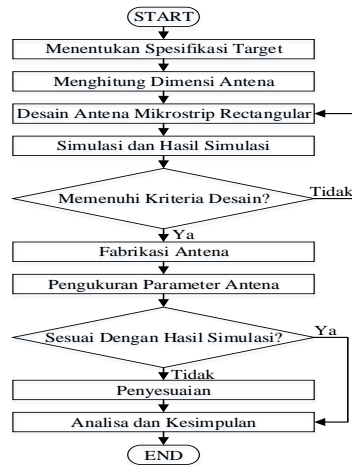 START
Menentukan Spesifikasi Target
Menghitung Dimensi Antena
Desain Antena Mikrostrip Rectangular
Simulasi dan Hasil Simulasi
Memenuhi Kriteria Desain?
Tidak
Ya
Fabrikasi Antena
Pengukuran Parameter Antena
Sesuai Dengan Hasil Simulasi?
Ya
Tidak
Penyesuaian
Analisa dan Kesimpulan
END